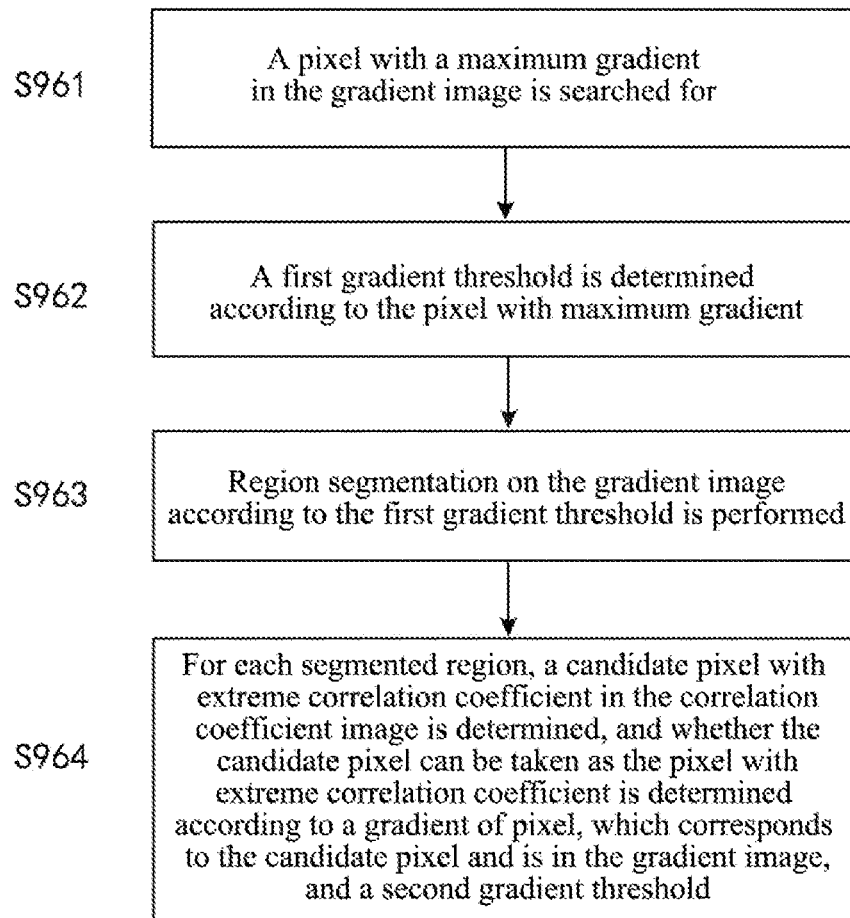 S961
A pixel with a maximum gradient
in the gradient image is searched for
S962
A first gradient threshold is determined
according to the pixel with maximum gradient
S963
Region segmentation on the gradient image
according to the first gradient threshold is performed
S964
For each segmented region, a candidate pixel with
extreme correlation coefficient in the correlation
coefficient image is determined, and whether the
candidate pixel can be taken as the pixel with
extreme correlation coefficient is determined
according to a gradient of pixel, which corresponds
to the candidate pixel and is in the gradient image,
and a second gradient threshold